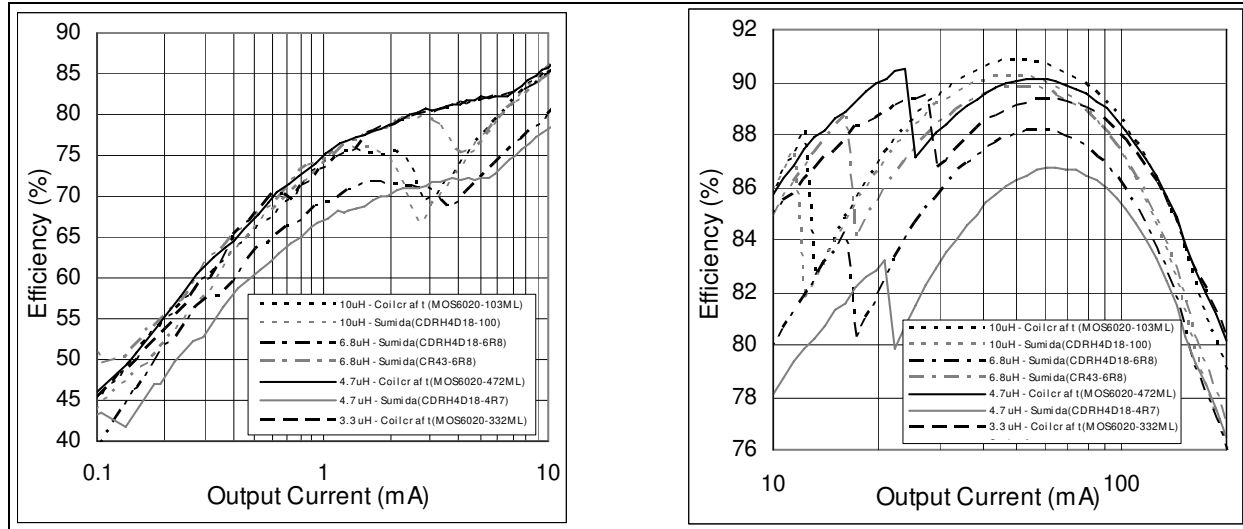 90
85
80
75
70
65
60
55
50
45
40
Efficiency (%)
0.1
1
10
Output Current (mA)
10uH - Coilcraft (MOS6020-103ML)
10uH - Sumida(CDRH4D18-100)
6.8uH - Sumida(CDRH4D18-6R8)
6.8uH - Sumida(CR43-6R8)
4.7uH - Coilcraft(MOS6020-472ML)
4.7 uH - Sumida(CDRH4D18-4R7)
3.3 uH - Coilcraft(MOS6020-332ML)
92
90
88
86
84
82
80
78
76
Efficiency (%)
10
100
Output Current (mA)
10uH - Coilcraft (MOS6020-103ML)
10uH - Sumida(CDRH4D18-100)
6.8uH - Sumida(CDRH4D18-6R8)
6.8uH - Sumida(CR43-6R8)
4.7uH - Coilcraft(MOS6020-472ML)
4.7 uH - Sumida(CDRH4D18-4R7)
3.3 uH - Coilcraft(MOS6020-332ML)